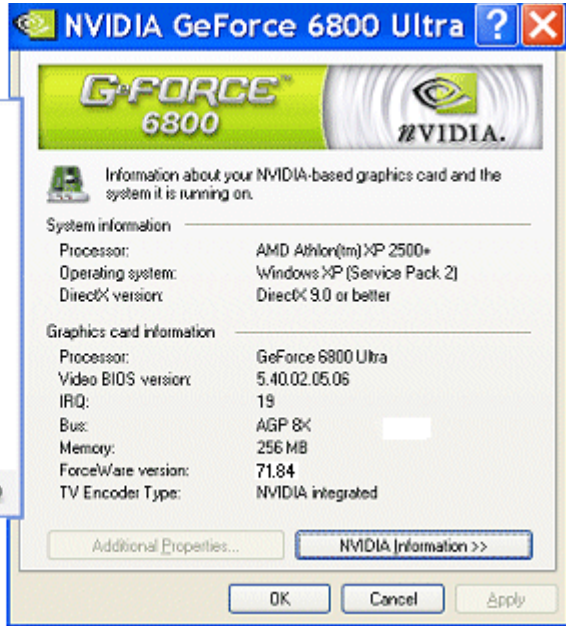 NVIDIA GeForce 6800 Ultra
G-FORCE™
6800
nVIDIA.
Information about your NVIDIA-based graphics card and the
system it is running on.
System information
Processor: AMD Athlon(tm) XP 2500+
Operating system: Windows XP (Service Pack 2)
DirectX version: DirectX 9.0 or better
Graphics card information
Processor: GeForce 6800 Ultra
Video BIOS version: 5.40.02.05.06
IRQ: 19
Bus: AGP 8X
Memory: 256 MB
ForceWare version: 71.84
TV Encoder Type: NVIDIA integrated
Additional Properties... NVIDIA Information >>
OK Cancel Apply